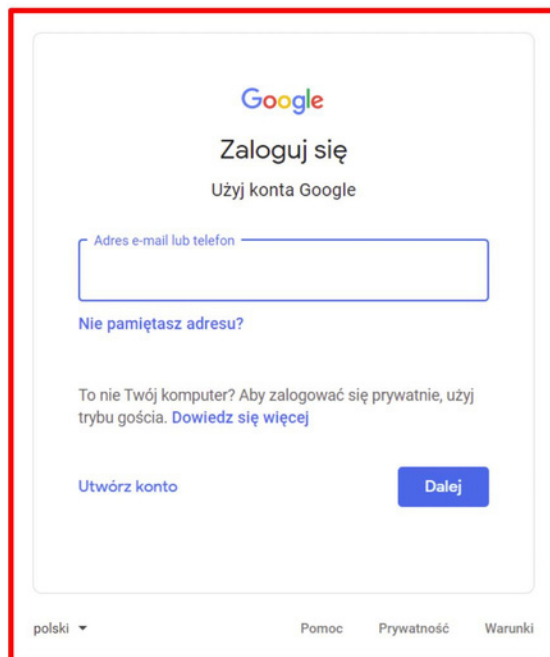 Google
Zaloguj się
Użyj konta Google
Adres e-mail lub telefon
Nie pamiętasz adresu?
To nie Twój komputer? Aby zalogować się prywatnie, użyj
trybu gościa. Dowiedz się więcej
Utwórz konto Dalej
polski Pomoc Prywatność Warunki